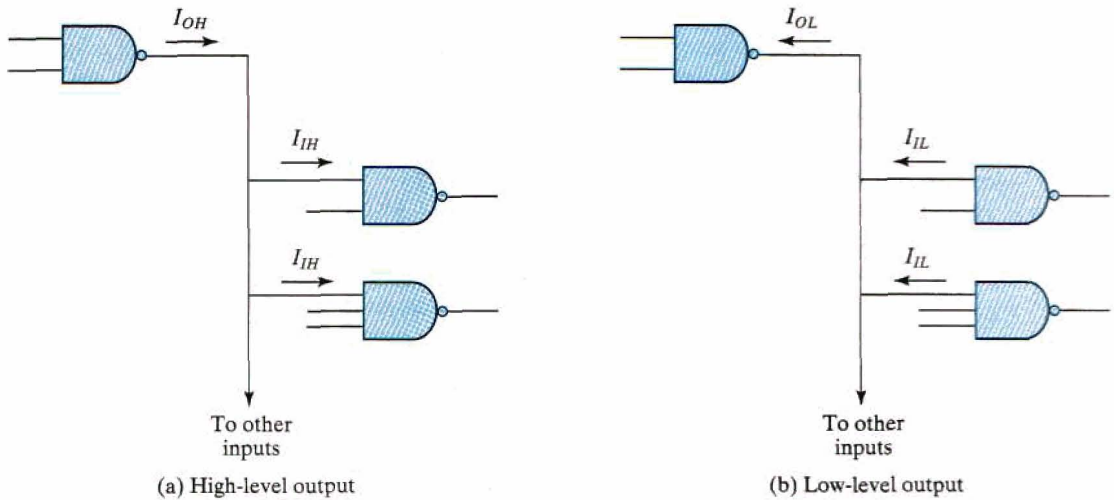 I_OH
I_IH
I_IH
To other
inputs
(a) High-level output
I_OL
I_IL
I_IL
To other
inputs
(b) Low-level output